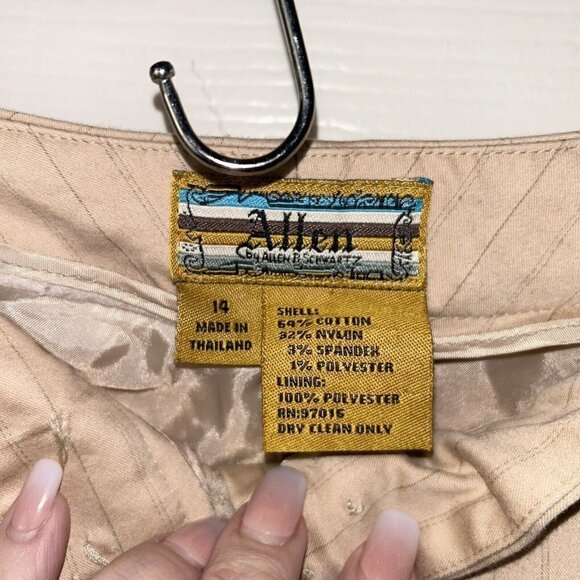 Allen
by ALLEN B. SCHWARTZ
14
MADE IN
THAILAND
SHELL:
64% COTTON
32% NYLON
3% SPANDEX
1% POLYESTER
LINING:
100% POLYESTER
RN:97016
DRY CLEAN ONLY